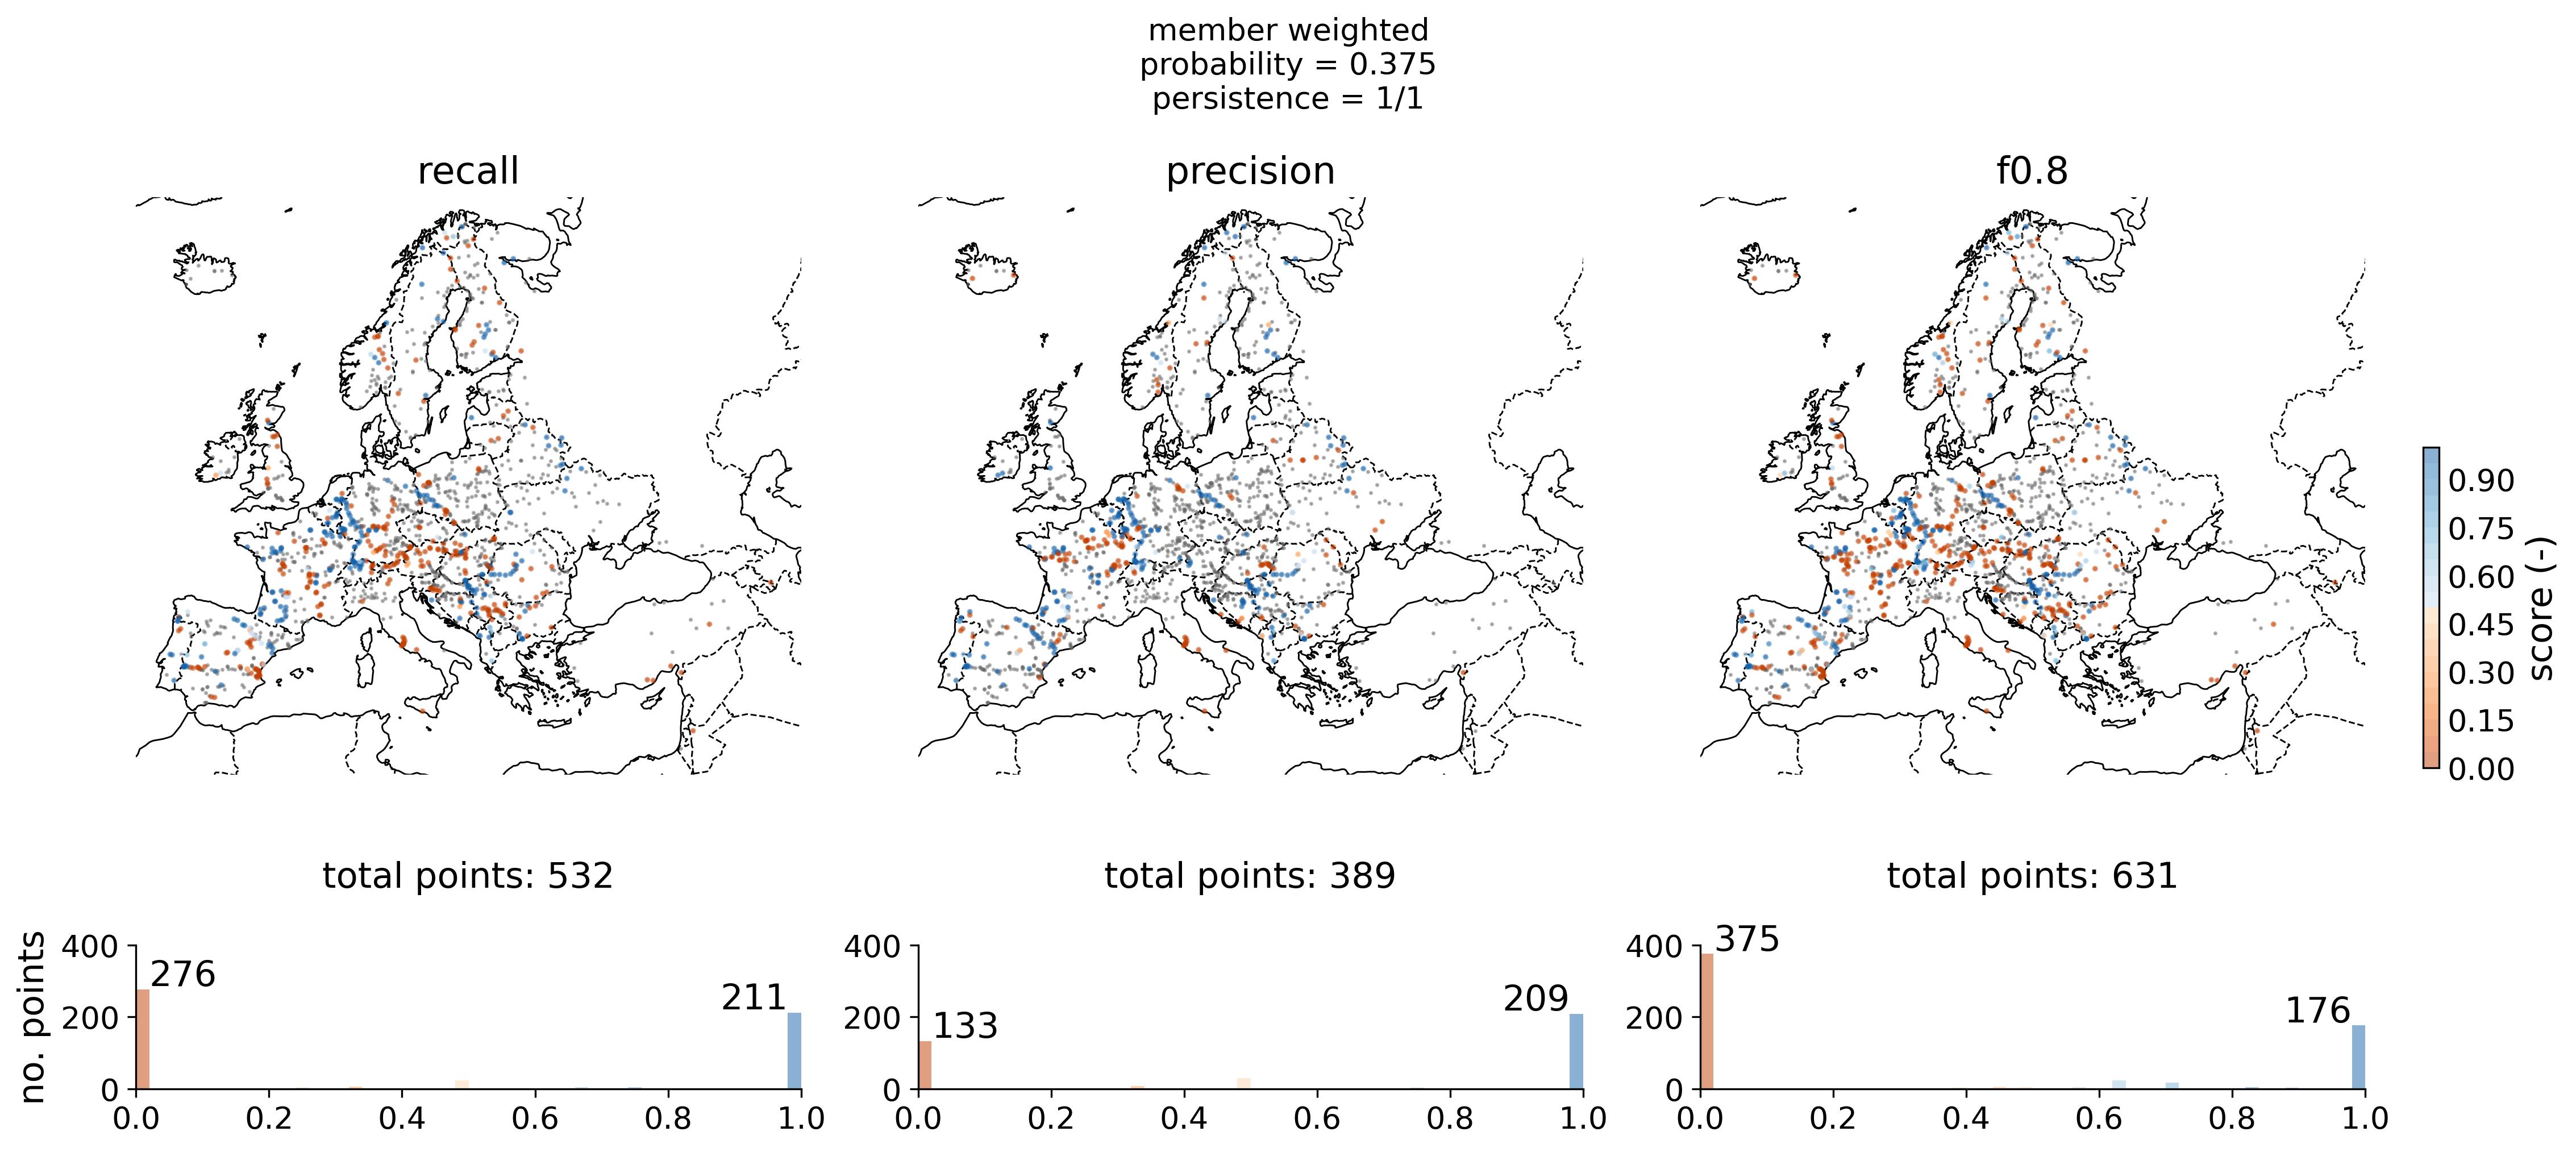 member weighted
probability = 0.375
persistence = 1/1
recall
precision
f0.8
0.90
0.75
0.60
0.45
0.30
0.15
0.00
score (-)
total points: 532
total points: 389
total points: 631
no. points
400
200
0
276
211
0.0 0.2 0.4 0.6 0.8 1.0
400
200
0
133
209
0.0 0.2 0.4 0.6 0.8 1.0
400
200
0
375
176
0.0 0.2 0.4 0.6 0.8 1.0